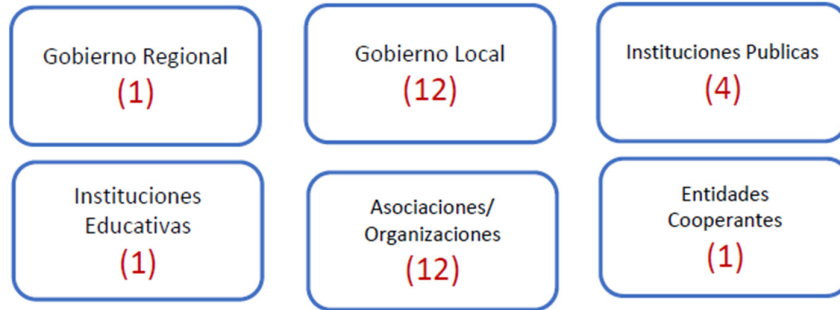 Gobierno Regional
(1)
Gobierno Local
(12)
Instituciones Publicas
(4)
Instituciones
Educativas
(1)
Asociaciones/
Organizaciones
(12)
Entidades
Cooperantes
(1)